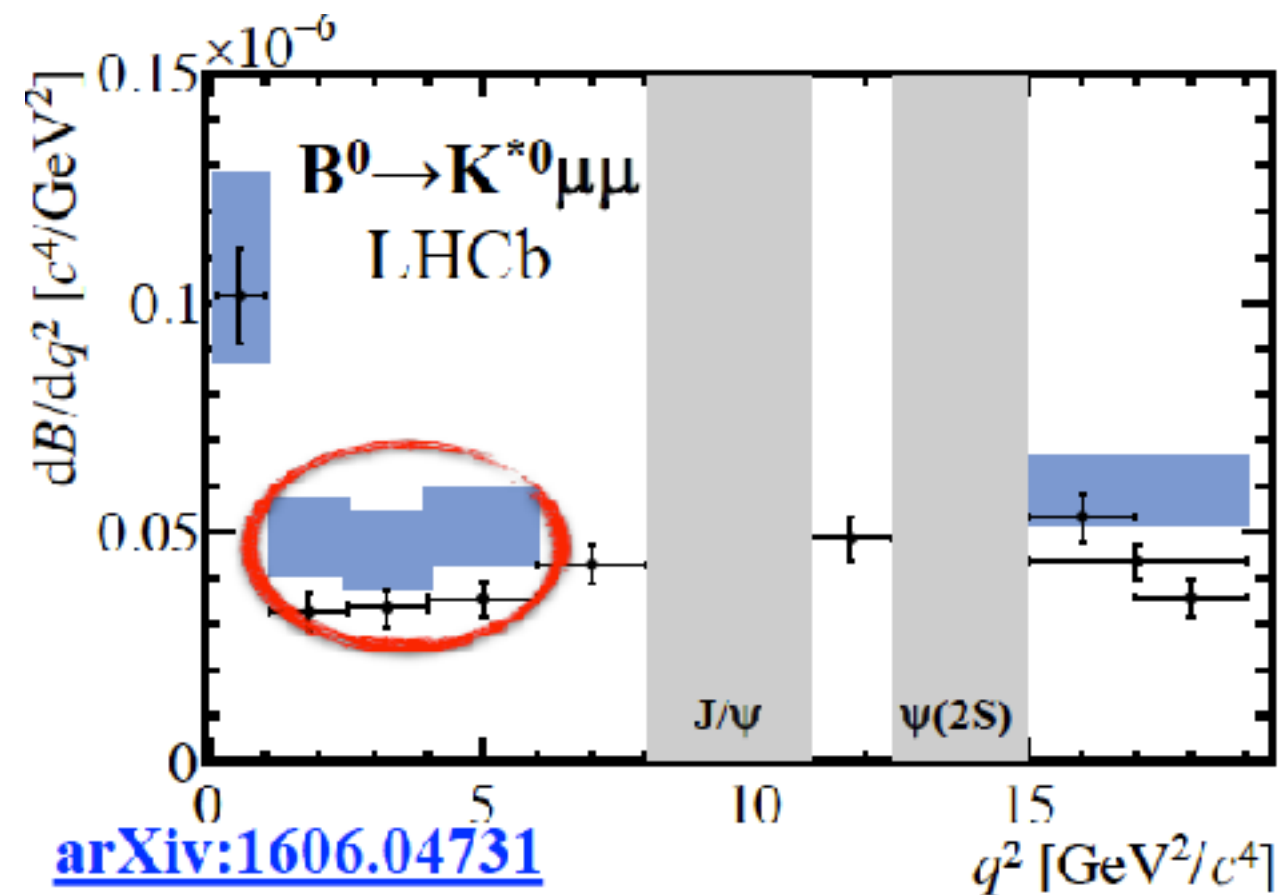 ×10⁻⁶
0.15
B⁰→K*⁰μμ
LHCb
dB/dq² [c⁴/GeV²]
0.1
0.05
J/ψ ψ(2S)
0
0 5 10 15
arXiv:1606.04731
q² [GeV²/c⁴]